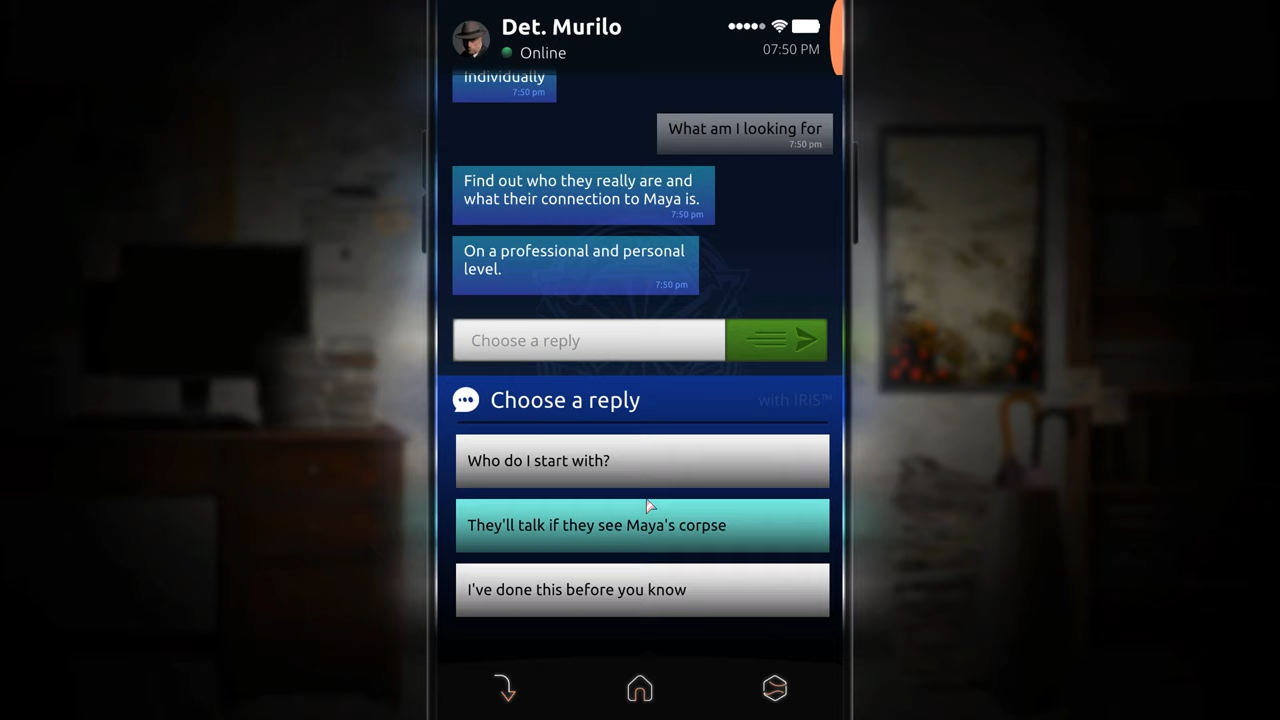 Det. Murilo
Online
07:50 PM
individually
7:50 pm
What am I looking for
7:50 pm
Find out who they really are and
what their connection to Maya is.
7:50 pm
On a professional and personal
level.
7:50 pm
Choose a reply
Choose a reply
with IRIS™
Who do I start with?
They'll talk if they see Maya's corpse
I've done this before you know